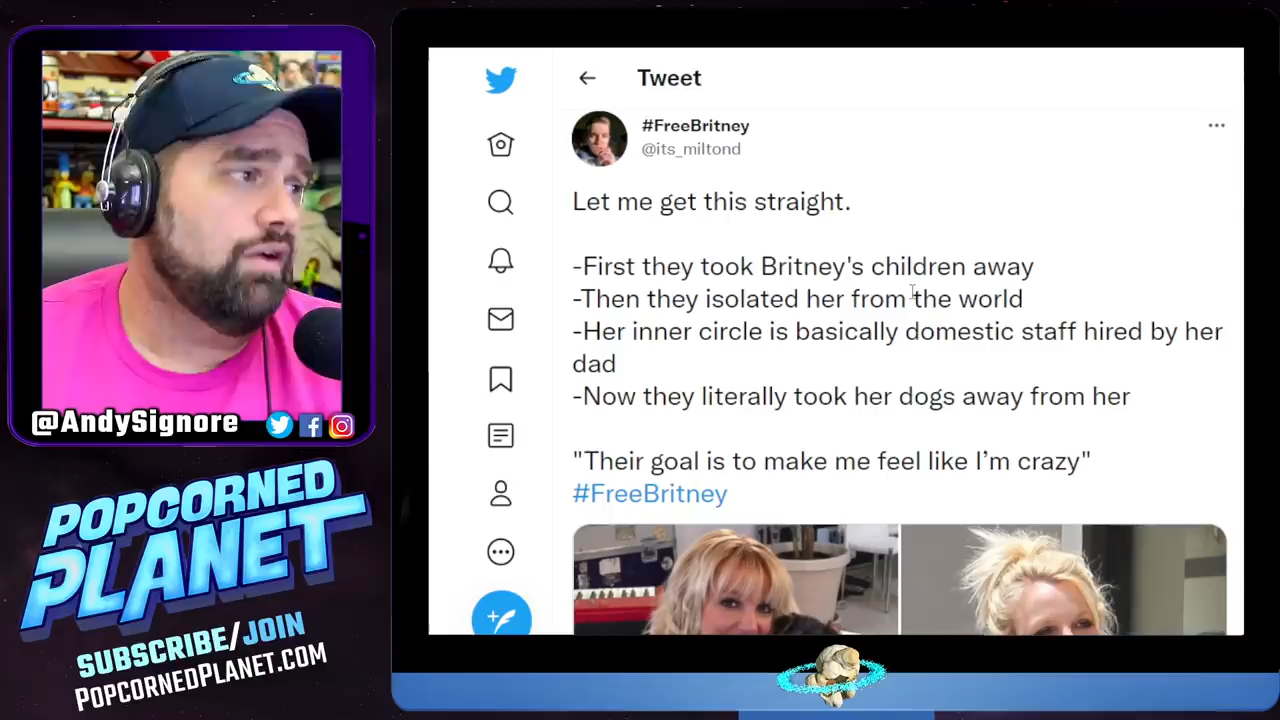 Tweet
#FreeBritney
@its_miltond
Let me get this straight.
-First they took Britney's children away
-Then they isolated her from the world
-Her inner circle is basically domestic staff hired by her
dad
-Now they literally took her dogs away from her
"Their goal is to make me feel like I’m crazy"
#FreeBritney
@AndySignore
POPCORNED
PLANET
SUBSCRIBE/JOIN
POPCORNEDPLANET.COM